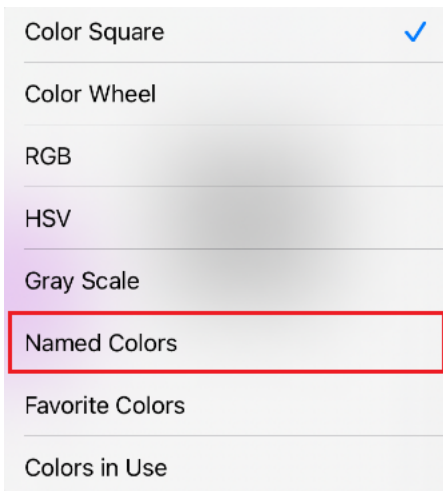 Color Square
Color Wheel
RGB
HSV
Gray Scale
Named Colors
Favorite Colors
Colors in Use